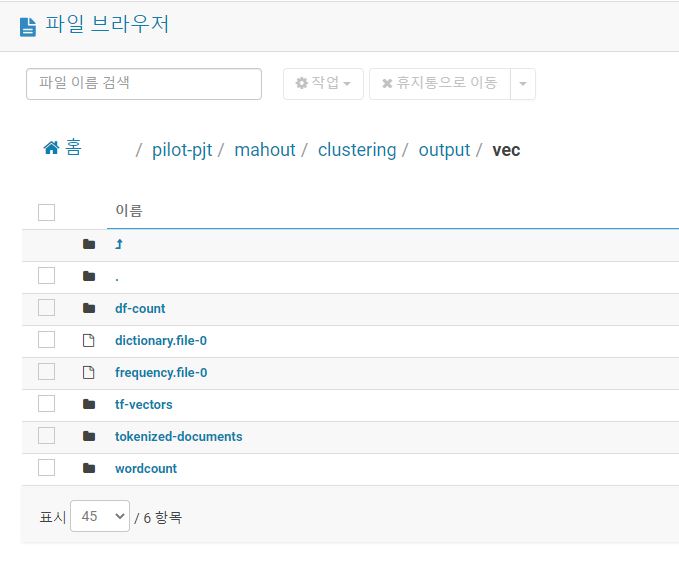 파일 브라우저
파일 이름 검색 작업 휴지통으로 이동
홈 / pilot-pjt / mahout / clustering / output / vec
이름
.
df-count
dictionary.file-0
frequency.file-0
tf-vectors
tokenized-documents
wordcount
표시 45 / 6 항목